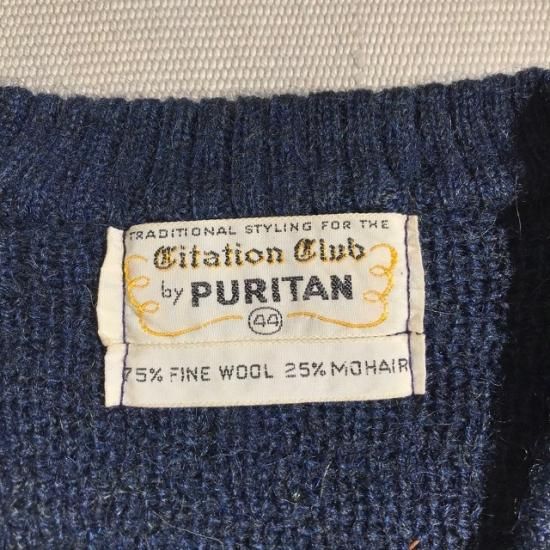 TRADITIONAL STYLING FOR THE
Citation Club
by PURITAN
44
75% FINE WOOL 25% MOHAIR